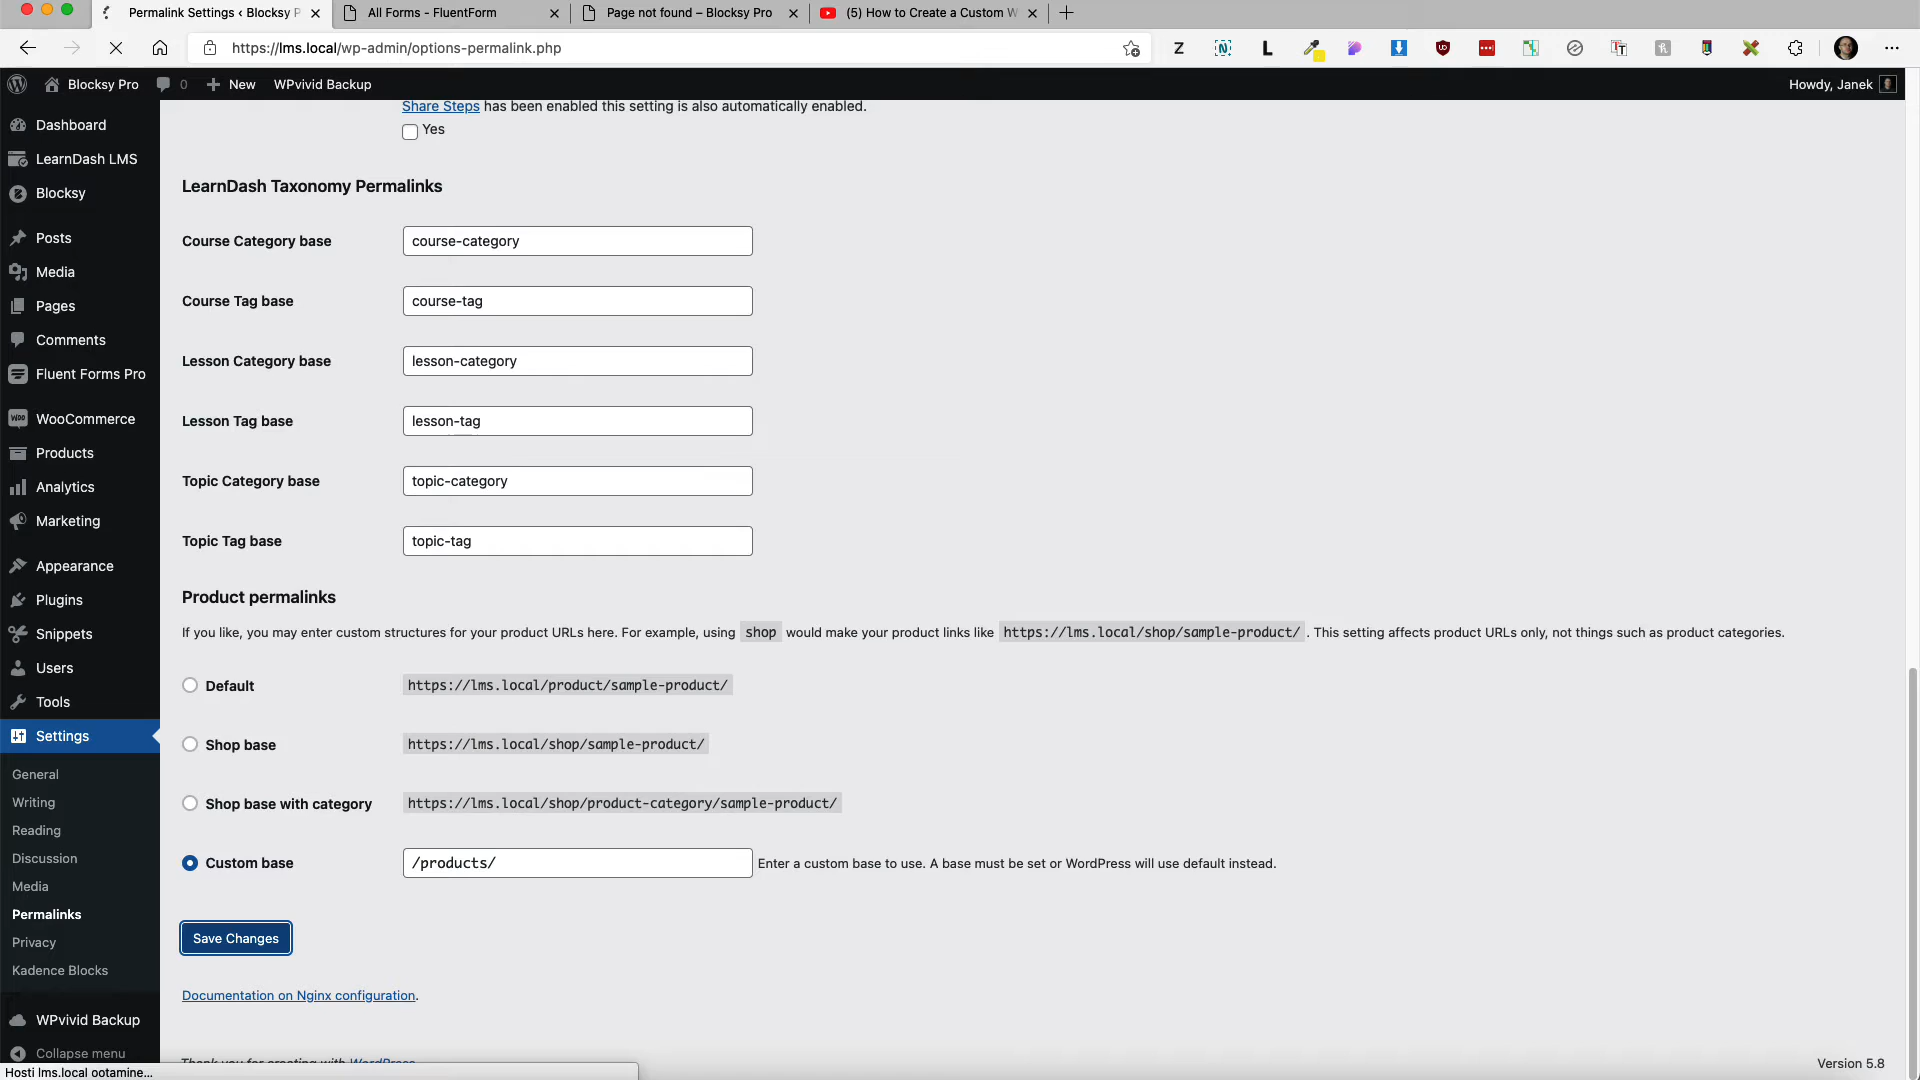 Permalink Settings ‹ Blocksy P
All Forms - FluentForm
Page not found – Blocksy Pro
(5) How to Create a Custom W
https://lms.local/wp-admin/options-permalink.php
Blocksy Pro
0
New
WPvivid Backup
Howdy, Janek
Dashboard
LearnDash LMS
Blocksy
Posts
Media
Pages
Comments
Fluent Forms Pro
WooCommerce
Products
Analytics
Marketing
Appearance
Plugins
Snippets
Users
Tools
Settings
General
Writing
Reading
Discussion
Media
Permalinks
Privacy
Kadence Blocks
WPvivid Backup
Collapse menu
Share Steps has been enabled this setting is also automatically enabled.
Yes
LearnDash Taxonomy Permalinks
Course Category base course-category
Course Tag base course-tag
Lesson Category base lesson-category
Lesson Tag base lesson-tag
Topic Category base topic-category
Topic Tag base topic-tag
Product permalinks
If you like, you may enter custom structures for your product URLs here. For example, using shop would make your product links like https://lms.local/shop/sample-product/ . This setting affects product URLs only, not things such as product categories.
Default https://lms.local/product/sample-product/
Shop base https://lms.local/shop/sample-product/
Shop base with category https://lms.local/shop/product-category/sample-product/
Custom base /products/ Enter a custom base to use. A base must be set or WordPress will use default instead.
Save Changes
Documentation on Nginx configuration.
Thank you for creating with WordPress.
Version 5.8
Hosti lms.local ootamine...